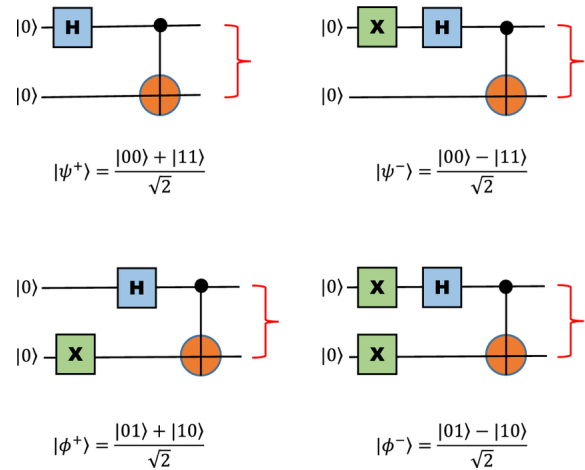 |0⟩ H
|0⟩
|ψ⁺⟩ = |00⟩ + |11⟩ / √2
|0⟩ X H
|0⟩
|ψ⁻⟩ = |00⟩ − |11⟩ / √2
|0⟩ H
|0⟩ X
|ϕ⁺⟩ = |01⟩ + |10⟩ / √2
|0⟩ X H
|0⟩ X
|ϕ⁻⟩ = |01⟩ − |10⟩ / √2